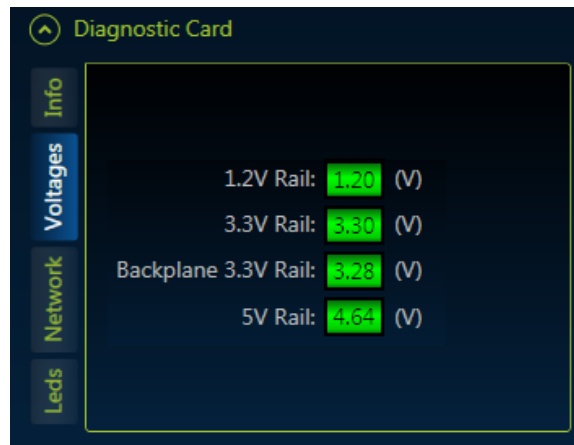 Diagnostic Card
Info
Voltages
Network
Leds
1.2V Rail: 1.20 (V)
3.3V Rail: 3.30 (V)
Backplane 3.3V Rail: 3.28 (V)
5V Rail: 4.64 (V)